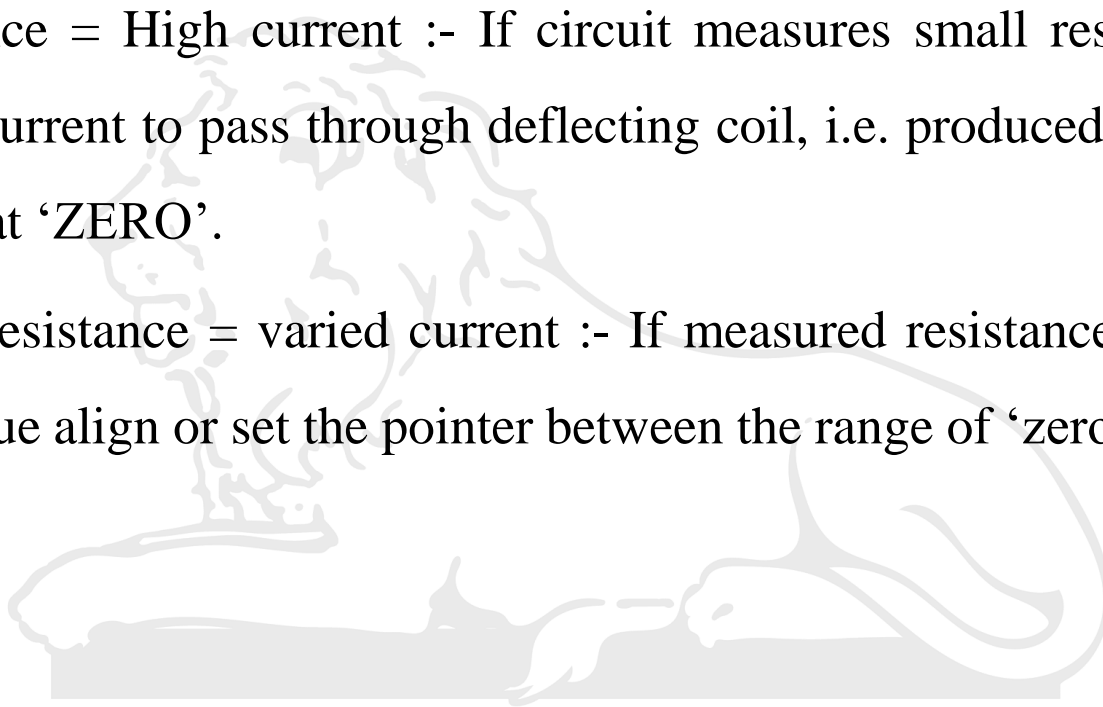 ce = High current :- If circuit measures small res
urrent to pass through deflecting coil, i.e. produced
at ‘ZERO’.
esistance = varied current :- If measured resistance
ue align or set the pointer between the range of ‘zero